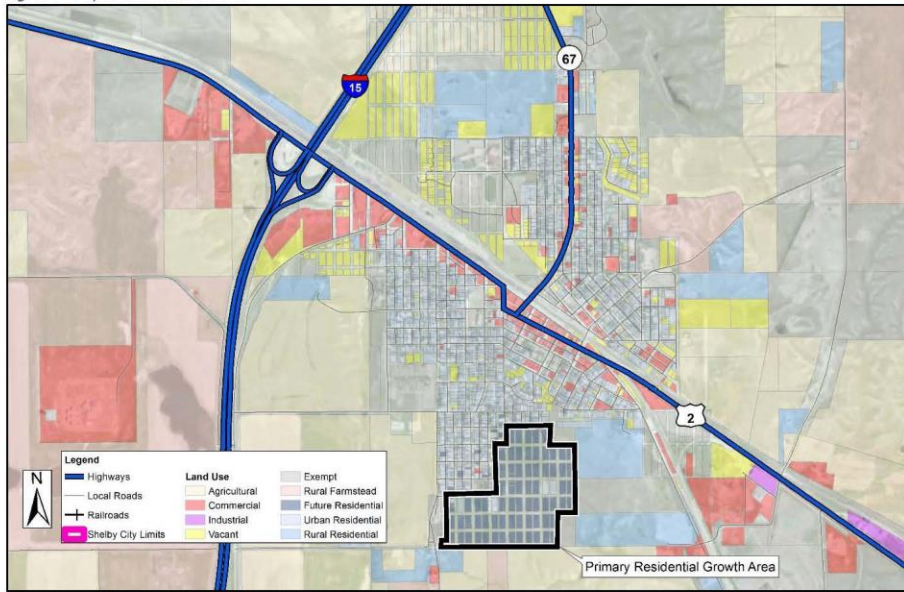 67
15
2
N
Legend
Highways
Local Roads
Railroads
Shelby City Limits
Land Use
Agricultural
Commercial
Industrial
Vacant
Exempt
Rural Farmstead
Future Residential
Urban Residential
Rural Residential
Primary Residential Growth Area